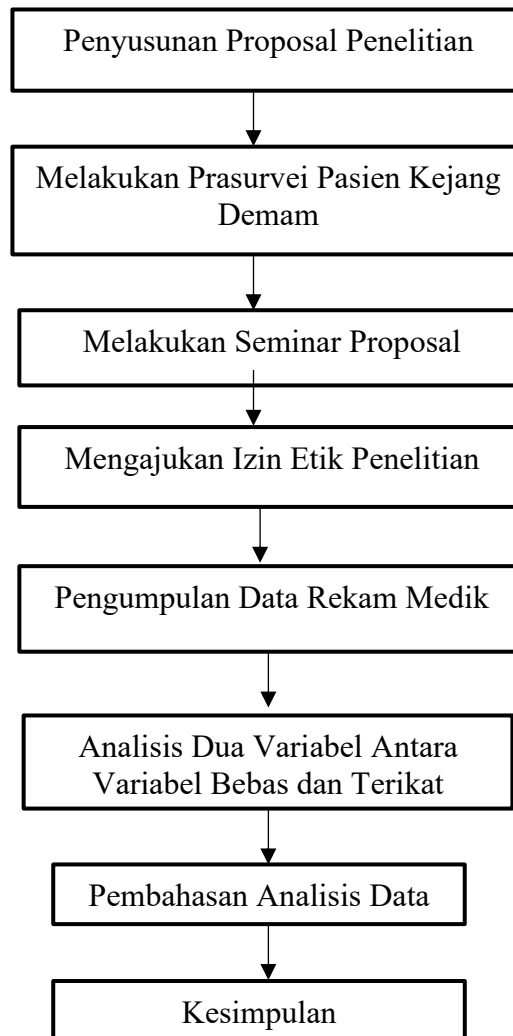 Penyusunan Proposal Penelitian
Melakukan Prasurvei Pasien Kejang
Demam
Melakukan Seminar Proposal
Mengajukan Izin Etik Penelitian
Pengumpulan Data Rekam Medik
Analisis Dua Variabel Antara
Variabel Bebas dan Terikat
Pembahasan Analisis Data
Kesimpulan